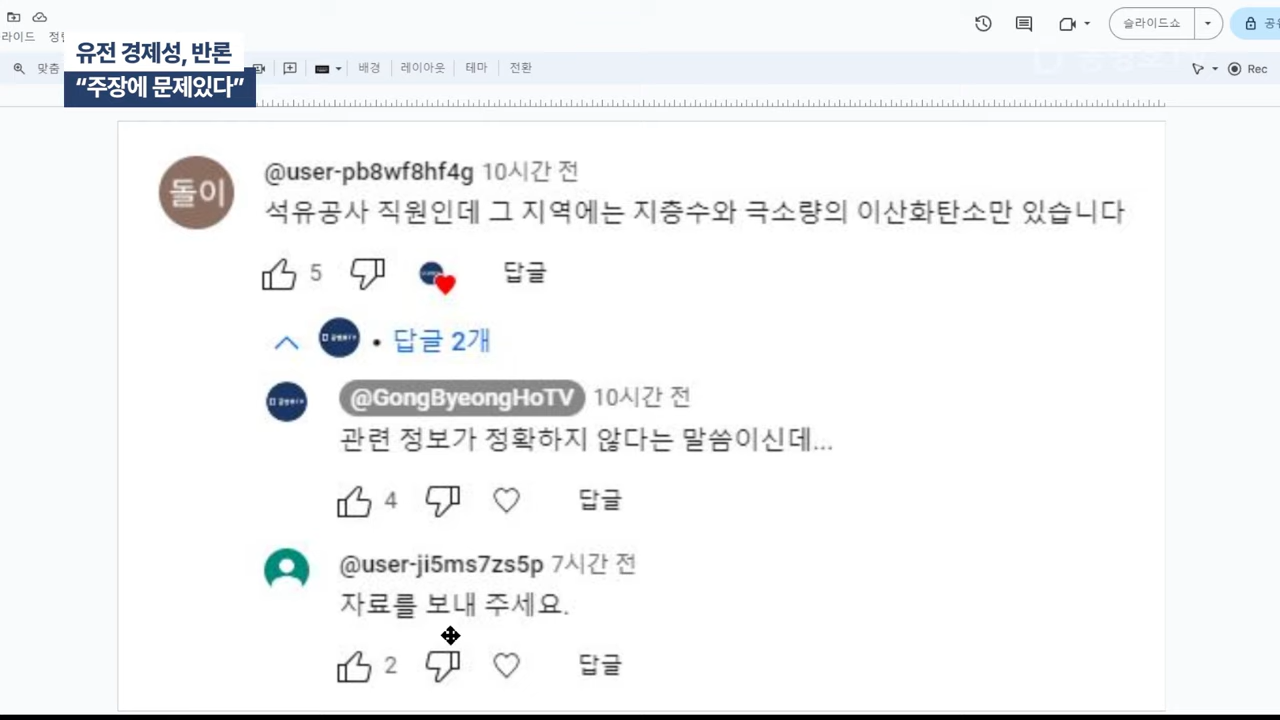 라이드
유전 경제성, 반론
“주장에 문제있다”
맞춤
배경
레이아웃
테마
전환
슬라이드쇼
Rec
돌이
@user-pb8wf8hf4g 10시간 전
석유공사 직원인데 그 지역에는 지층수와 극소량의 이산화탄소만 있습니다
5
답글
답글 2개
@GongByeongHoTV 10시간 전
관련 정보가 정확하지 않다는 말씀이신데...
4
답글
@user-ji5ms7zs5p 7시간 전
자료를 보내 주세요.
2
답글